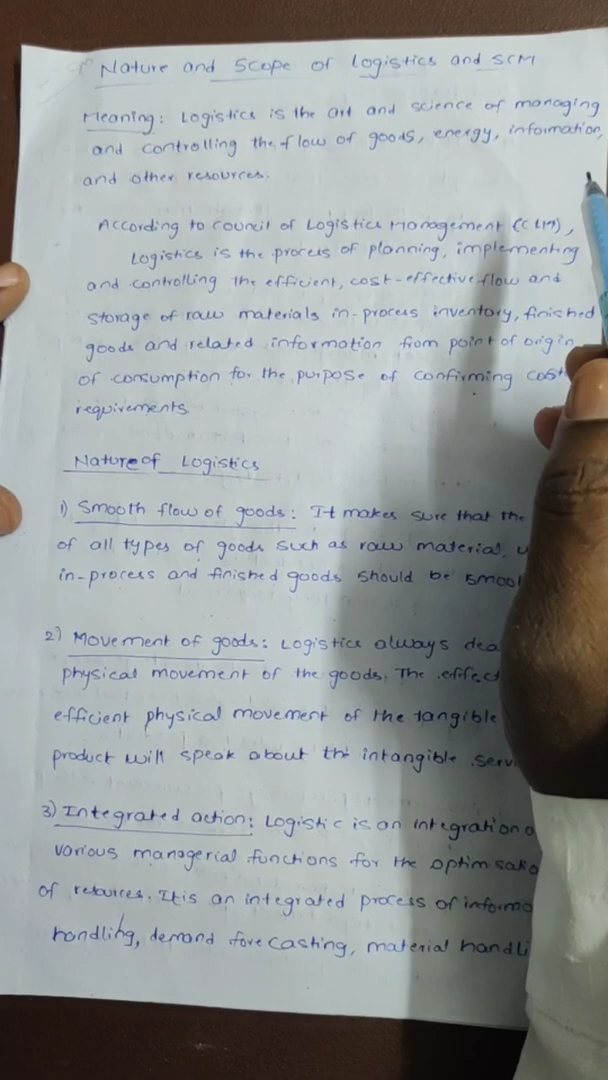 Nature and Scope of Logistics and SCM
Meaning: Logistics is the art and science of managing
and controlling the flow of goods, energy, information,
and other resources.
According to council of Logistics Management (CLM),
Logistics is the process of planning, implementing
and controlling the efficient, cost-effective flow and
storage of raw materials in-process inventory, finished
goods and related information from point of origin
of consumption for the purpose of confirming cost
requirements
Nature of Logistics
1) Smooth flow of goods: It makes sure that the
of all types of goods such as raw material,
in-process and finished goods should be
2) Movement of goods: Logistics always
physical movement of the goods. The
efficient physical movement of the tangible
product will speak about the intangible
3) Integrated action: Logistic is an integration
various managerial functions for the
of resources. It is an integrated process of
handling, demand forecasting, material